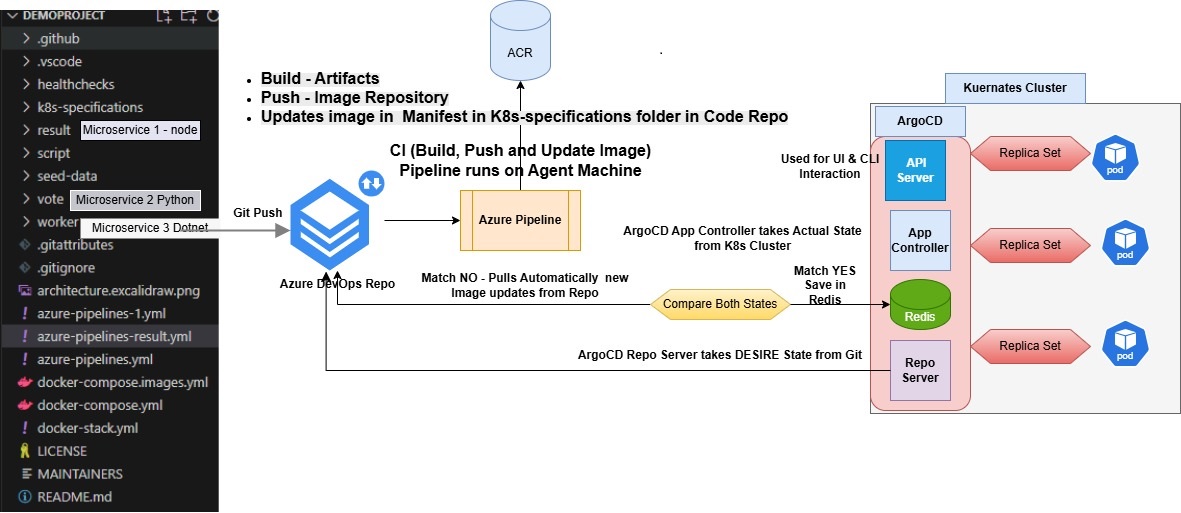 DEMOPROJECT
.github
.vscode
healthchecks
k8s-specifications
result
Microservice 1 - node
script
seed-data
vote
Microservice 2 Python
worker
Microservice 3 Dotnet
.gitattributes
.gitignore
architecture.excalidraw.png
azure-pipelines-1.yml
azure-pipelines-result.yml
azure-pipelines.yml
docker-compose.images.yml
docker-compose.yml
docker-stack.yml
LICENSE
MAINTAINERS
README.md
ACR
• Build - Artifacts
• Push - Image Repository
• Updates image in Manifest in K8s-specifications folder in Code Repo
CI (Build, Push and Update Image)
Pipeline runs on Agent Machine
Git Push
Azure DevOps Repo
Azure Pipeline
Match NO - Pulls Automatically new
Image updates from Repo
ArgoCD App Controller takes Actual State
from K8s Cluster
Compare Both States
Match YES
Save in
Redis
ArgoCD Repo Server takes DESIRE State from Git
Used for UI & CLI
Interaction
Kuernates Cluster
ArgoCD
API
Server
App
Controller
Redis
Repo
Server
Replica Set
pod
Replica Set
pod
Replica Set
pod